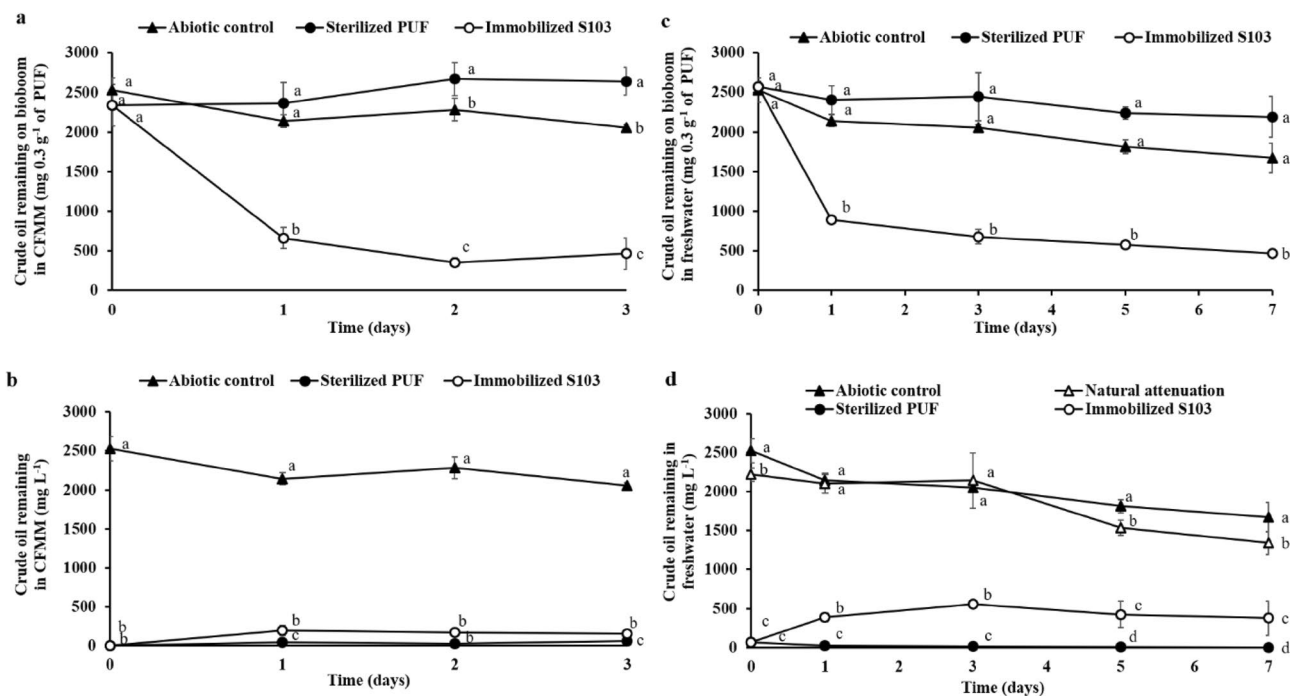 a
Abiotic control Sterilized PUF Immobilized S103
Crude oil remaining on bioboom
in CFMM (mg 0.3 g⁻¹ of PUF)
3000
2500
2000
1500
1000
500
0
a
a
a
a
a
a
b
a
b
b
c
c
0 1 2 3
Time (days)
c
Abiotic control Sterilized PUF Immobilized S103
Crude oil remaining on bioboom
in freshwater (mg 0.3 g⁻¹ of PUF)
3000
2500
2000
1500
1000
500
0
a
a
a
a
a
a
a
a
a
a
a
b
b
b
b
0 1 2 3 4 5 6 7
Time (days)
b
Abiotic control Sterilized PUF Immobilized S103
Crude oil remaining
in CFMM (mg L⁻¹)
3000
2500
2000
1500
1000
500
0
a
a
a
a
b
b
b
c
b
b
b
c
0 1 2 3
Time (days)
d
Abiotic control Natural attenuation
Sterilized PUF Immobilized S103
Crude oil remaining in
freshwater (mg L⁻¹)
3000
2500
2000
1500
1000
500
0
a
b
a
a
a
a
a
b
a
b
c
c
b
c
b
c
c
d
c
d
0 1 2 3 4 5 6 7
Time (days)